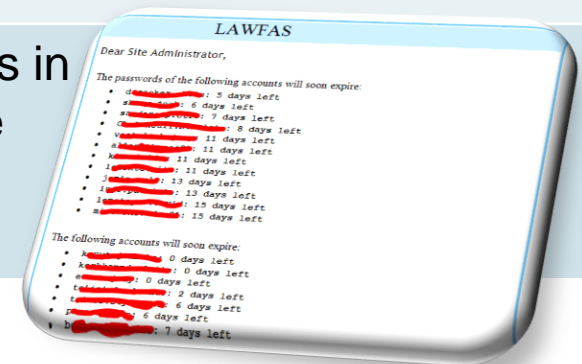 s in
e
LAWFAS
Dear Site Administrator,
The passwords of the following accounts will soon expire:
: 5 days left
: 6 days left
: 7 days left
: 8 days left
11 days left
: 11 days left
11 days left
: 11 days left
: 13 days left
: 13 days left
: 15 days left
: 15 days left
The following accounts will soon expire:
: 0 days left
: 0 days left
: 0 days left
: 2 days left
: 6 days left
: 6 days left
: 7 days left